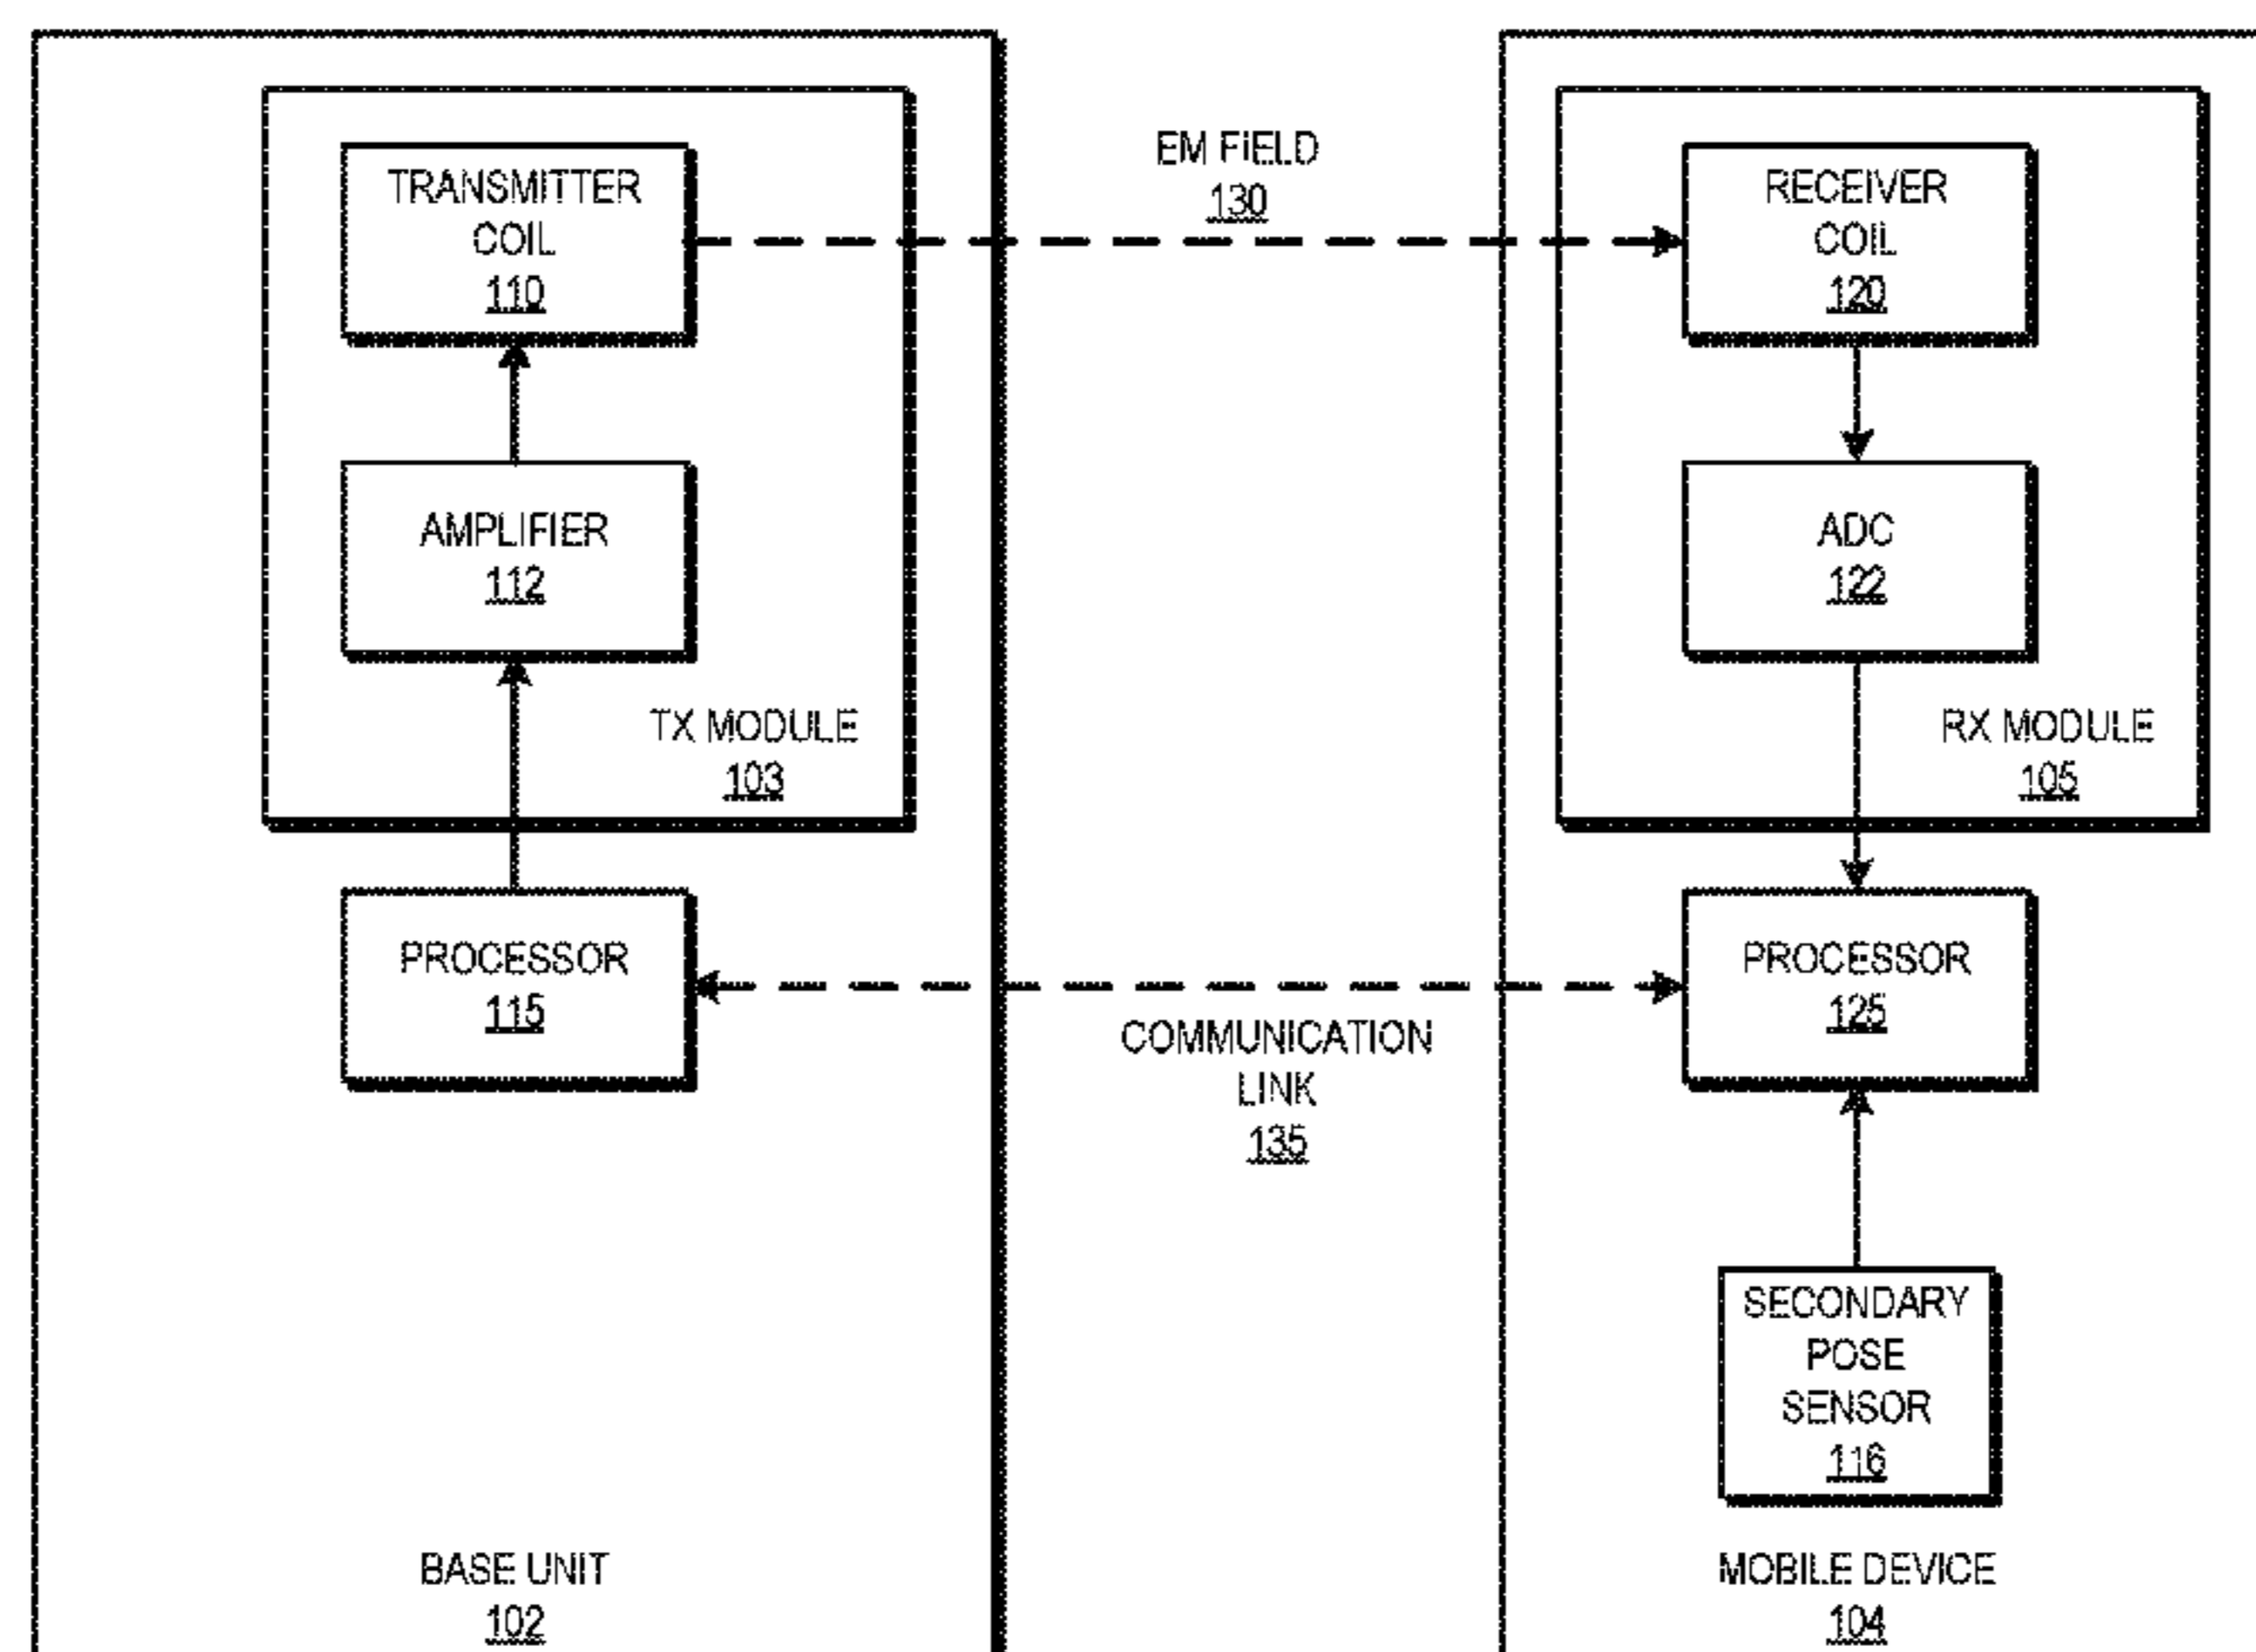 TRANSMITTER
COIL
110
AMPLIFIER
112
TX MODULE
103
PROCESSOR
115
BASE UNIT
102
EM FIELD
130
COMMUNICATION
LINK
135
RECEIVER
COIL
120
ADC
122
RX MODULE
105
PROCESSOR
125
SECONDARY
POSE
SENSOR
116
MOBILE DEVICE
104